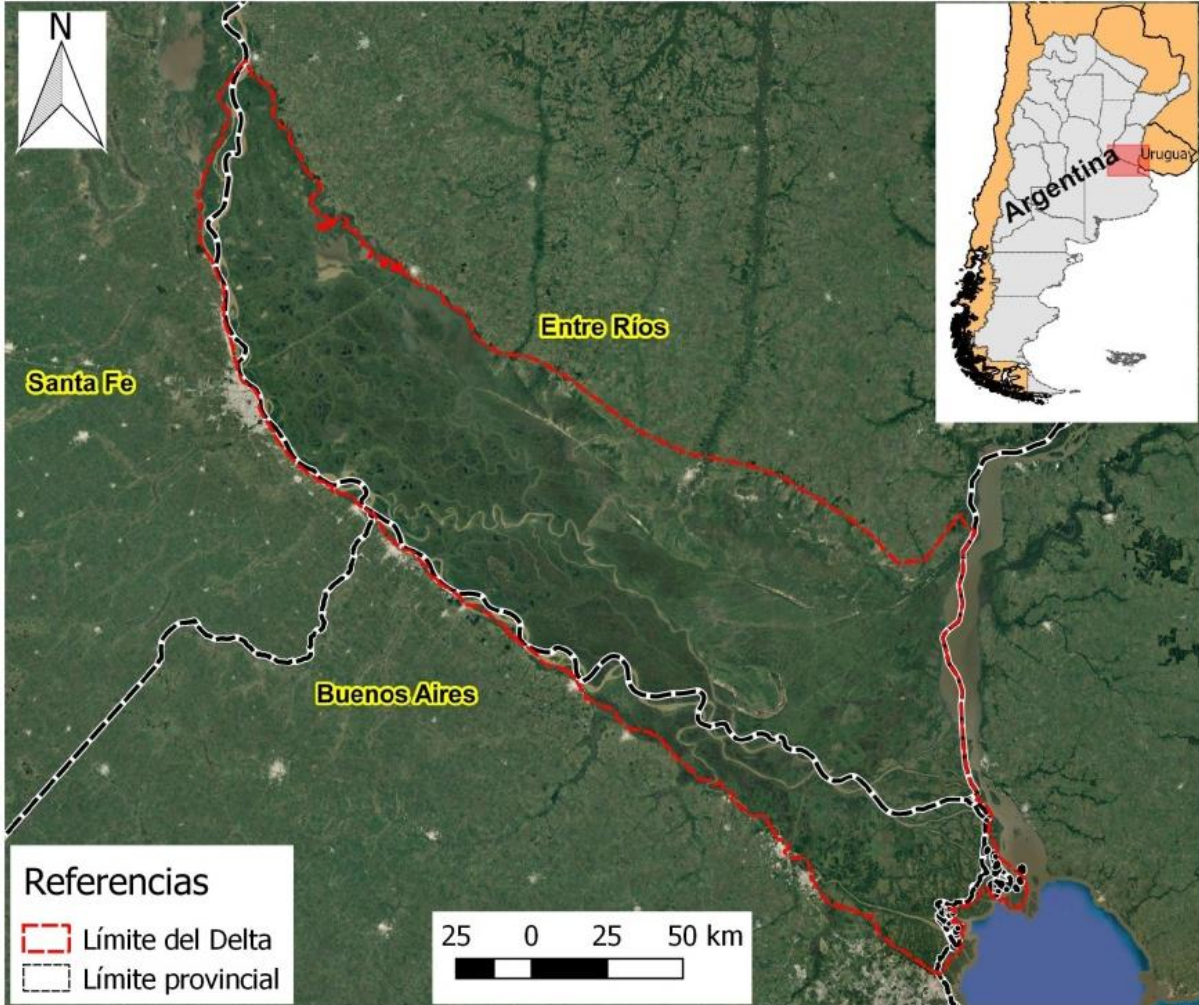 N
Argentina
Uruguay
Entre Ríos
Santa Fe
Buenos Aires
Referencias
Límite del Delta
Límite provincial
25 0 25 50 km